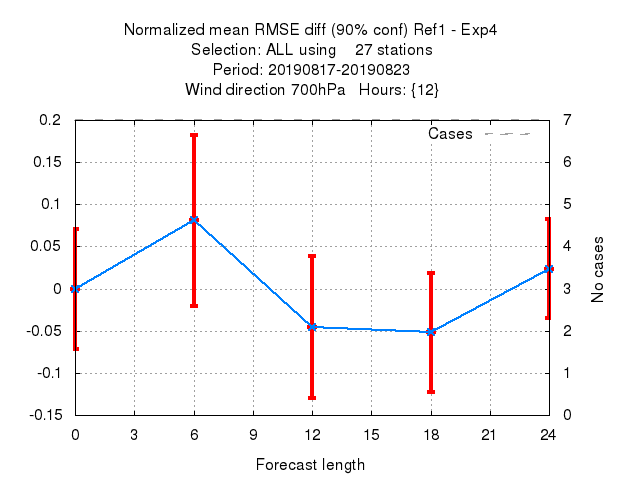 Normalized mean RMSE diff (90% conf) Ref1 - Exp4
Selection: ALL using    27 stations
Period: 20190817-20190823
Wind direction 700hPa   Hours: {12}
Cases
0.2
0.15
0.1
0.05
0
-0.05
-0.1
-0.15
7
6
5
4
3
2
1
0
No cases
0 3 6 9 12 15 18 21 24
Forecast length